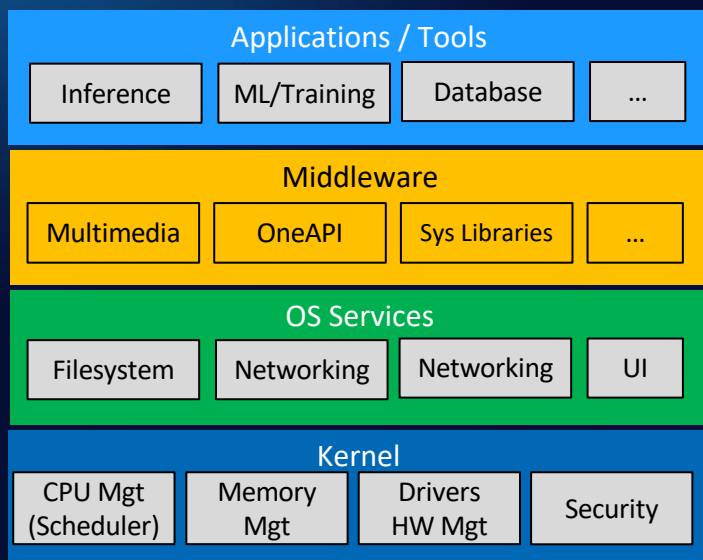 Applications / Tools
Inference
ML/Training
Database
...
Middleware
Multimedia
OneAPI
Sys Libraries
...
OS Services
Filesystem
Networking
Networking
UI
Kernel
CPU Mgt
(Scheduler)
Memory
Mgt
Drivers
HW Mgt
Security